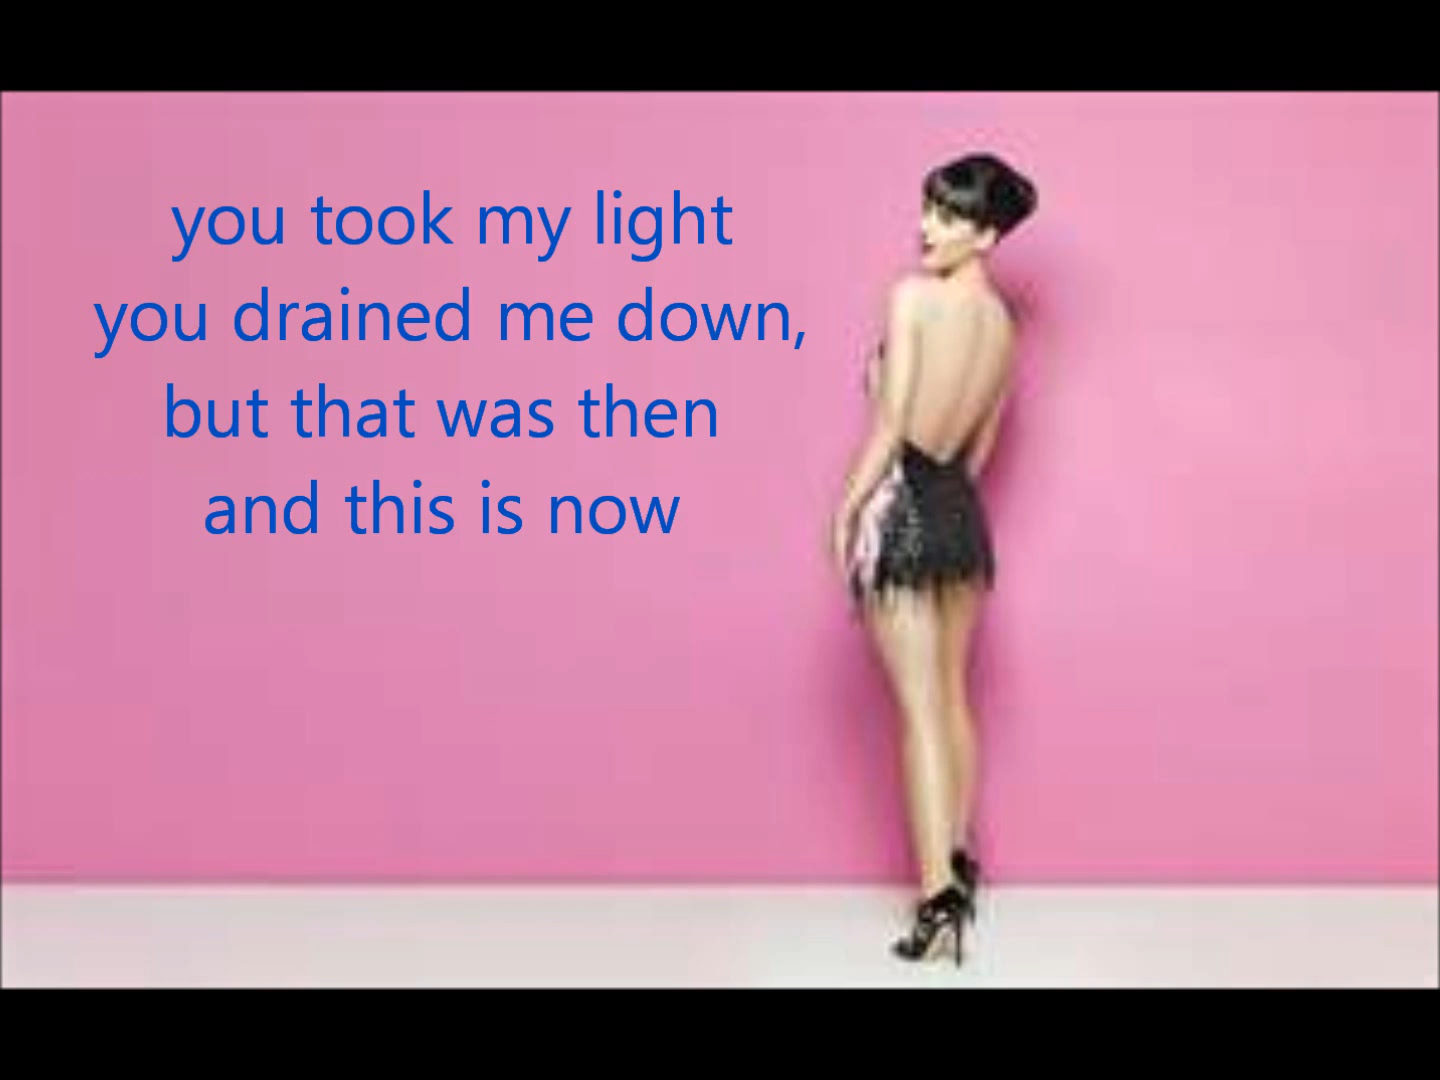 you took my light
you drained me down,
but that was then
and this is now